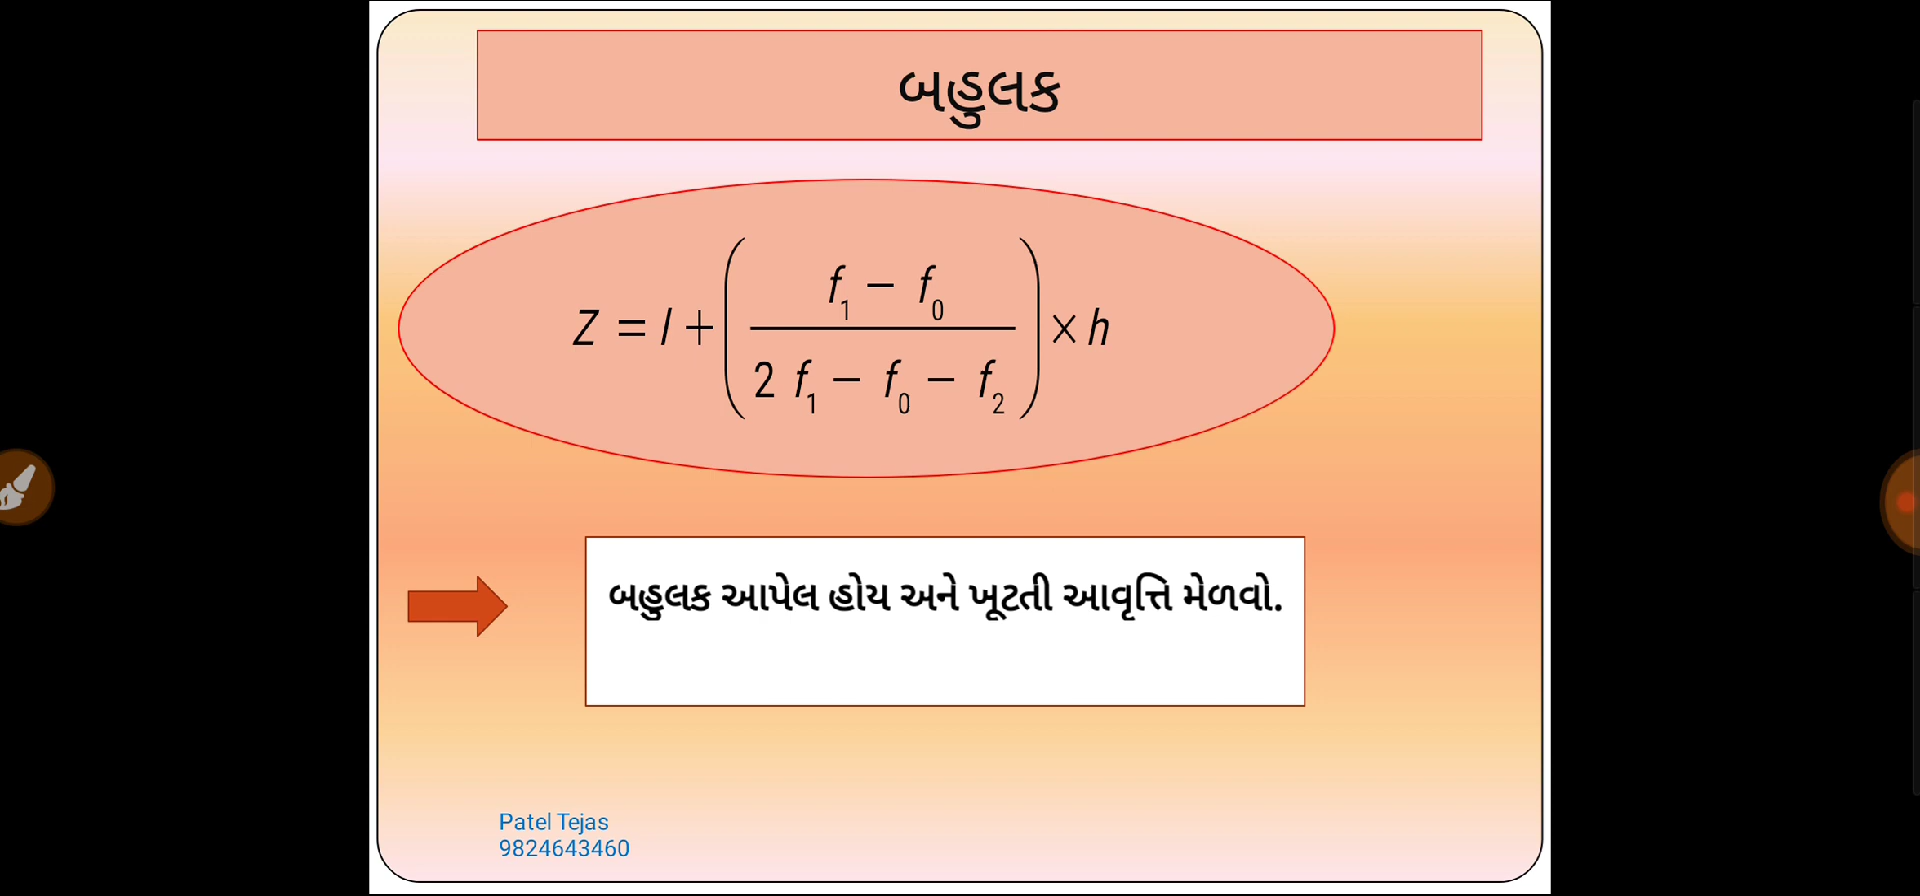 બહુલક
Z = l + ( f₁ − f₀ / 2 f₁ − f₀ − f₂ ) × h
બહુલક આપેલ હોય અને ખૂટતી આવૃત્તિ મેળવો.
Patel Tejas
9824643460